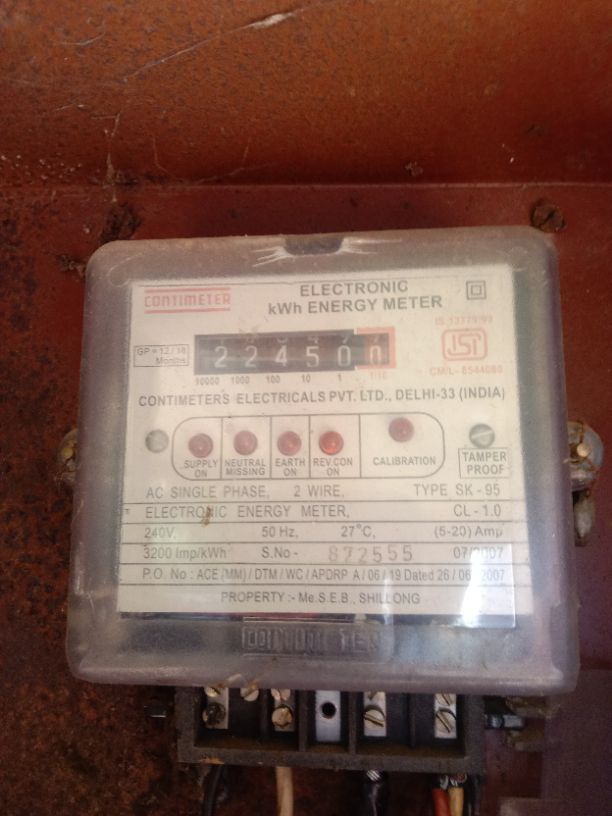 CONTIMETER
ELECTRONIC
kWh ENERGY METER
IS 13779/99
GP = 12 / 18
Months
224500
10000 1000 100 10 1 1/10
ISI
CM/L- 8544080
CONTIMETERS ELECTRICALS PVT. LTD., DELHI-33 (INDIA)
SUPPLY ON
NEUTRAL MISSING
EARTH ON
REV.CON ON
CALIBRATION
TAMPER PROOF
AC SINGLE PHASE, 2 WIRE, TYPE SK - 95
ELECTRONIC ENERGY METER, CL - 1.0
240V, 50 Hz, 27°C, (5-20) Amp
3200 Imp/kWh S.No - 872555 07/2007
P.O. No : ACE (MM) / DTM / WC / APDRP A / 06 / 19 Dated 26 / 06 / 2007
PROPERTY :- Me.S.E.B., SHILLONG